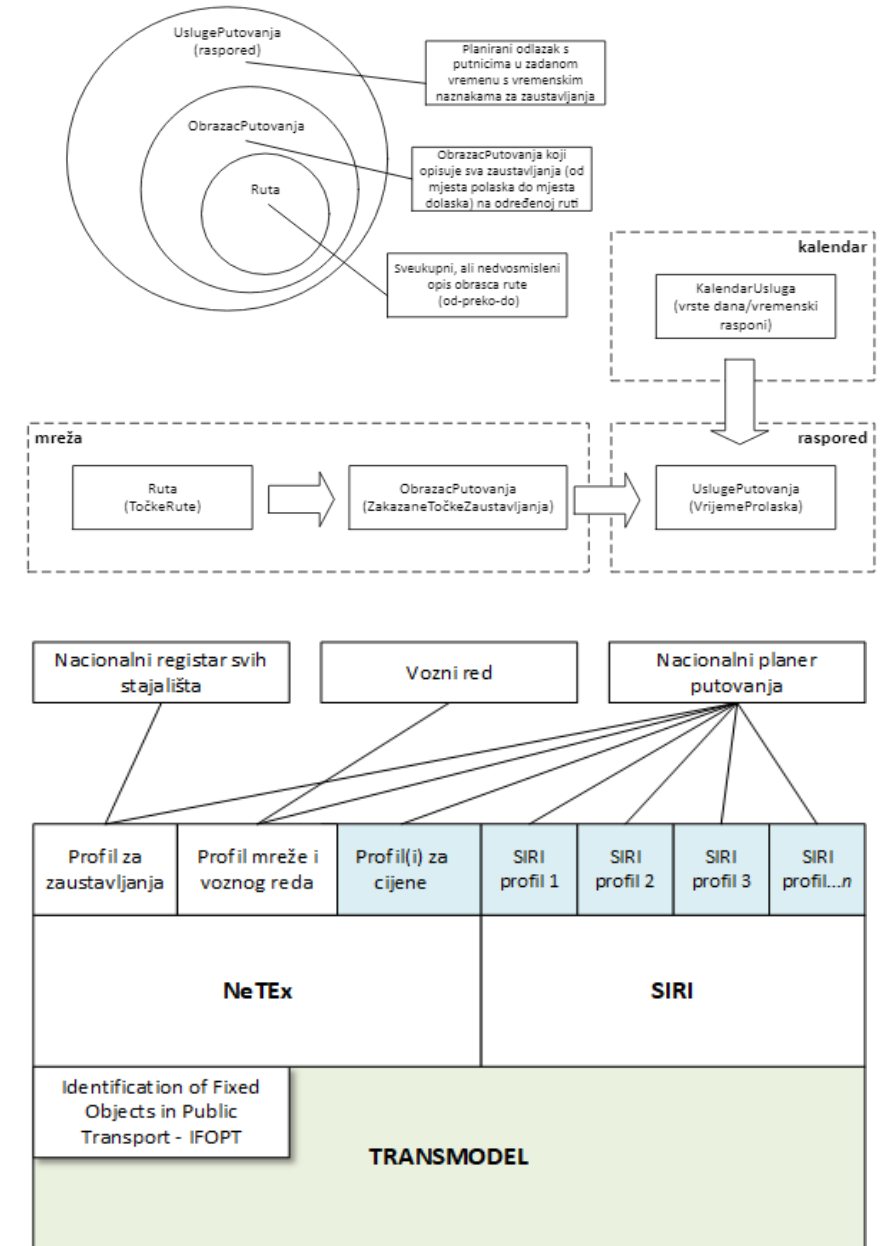 UslugePutovanja
(raspored)
Planirani odlazak s
putnicima u zadanom
vremenu s vremenskim
naznakama za zaustavljanja
ObrazacPutovanja
ObrazacPutovanja koji
opisuje sva zaustavljanja (od
mjesta polaska do mjesta
dolaska) na određenoj ruti
Ruta
Sveukupni, ali nedvosmisleni
opis obrasca rute
(od-preko-do)
kalendar
KalendarUsluga
(vrste dana/vremenski
rasponi)
mreža
Ruta
(TočkeRute)
ObrazacPutovanja
(ZakazaneTočkeZaustavljanja)
raspored
UslugePutovanja
(VrijemeProlaska)
Nacionalni registar svih
stajališta
Vozni red
Nacionalni planer
putovanja
Profil za
zaustavljanja
Profil mreže i
voznog reda
Profil(i) za
cijene
SIRI
profil 1
SIRI
profil 2
SIRI
profil 3
SIRI
profil...n
NeTEx
SIRI
Identification of Fixed
Objects in Public
Transport - IFOPT
TRANSMODEL